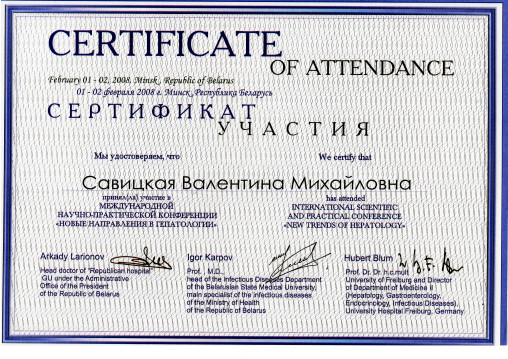 CERTIFICATE
OF ATTENDANCE
February 01 - 02, 2008, Minsk, Republic of Belarus
01 - 02 февраля 2008 г. Минск, Республика Беларусь
СЕРТИФИКАТ
УЧАСТИЯ
Мы удостоверяем, что
We certify that
Савицкая Валентина Михайловна
принял(ла) участие в
МЕЖДУНАРОДНОЙ
НАУЧНО-ПРАКТИЧЕСКОЙ КОНФЕРЕНЦИИ
«НОВЫЕ НАПРАВЛЕНИЯ В ГЕПАТОЛОГИИ»
has attended
INTERNATIONAL SCIENTIFIC
AND PRACTICAL CONFERENCE
«NEW TRENDS OF HEPATOLOGY»
Arkady Larionov
Head doctor of "Republican hospital"
GU under the Administrative
Office of the President
of the Republic of Belarus
Igor Karpov
Prof. M.D.,
head of the Infectious Diseases Department
of the Belarusian State Medical University,
main specialist of the infectious diseases
of the Ministry of Health
of the Republic of Belarus
Hubert Blum
Prof. Dr. Dr. h.c.mult
University of Freiburg and Director
of Department of Medicine II
(Hepatology, Gastroenterology,
Endocrinology, Infectious Diseases),
University Hospital Freiburg, Germany